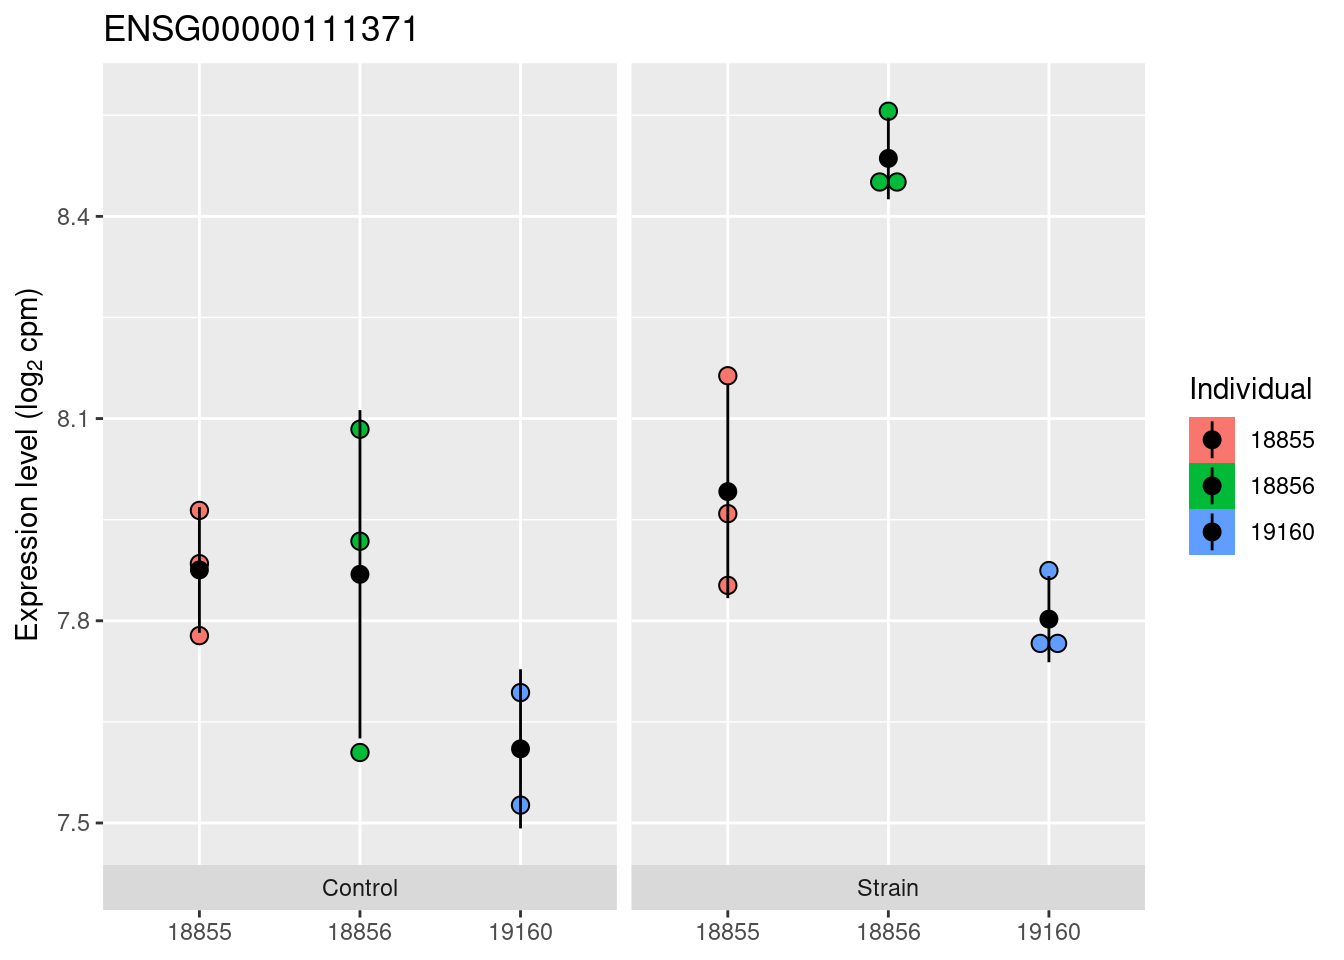 ENSG00000111371
Expression level (log₂ cpm)
8.4
8.1
7.8
7.5
Control
Strain
18855
18856
19160
18855
18856
19160
Individual
18855
18856
19160